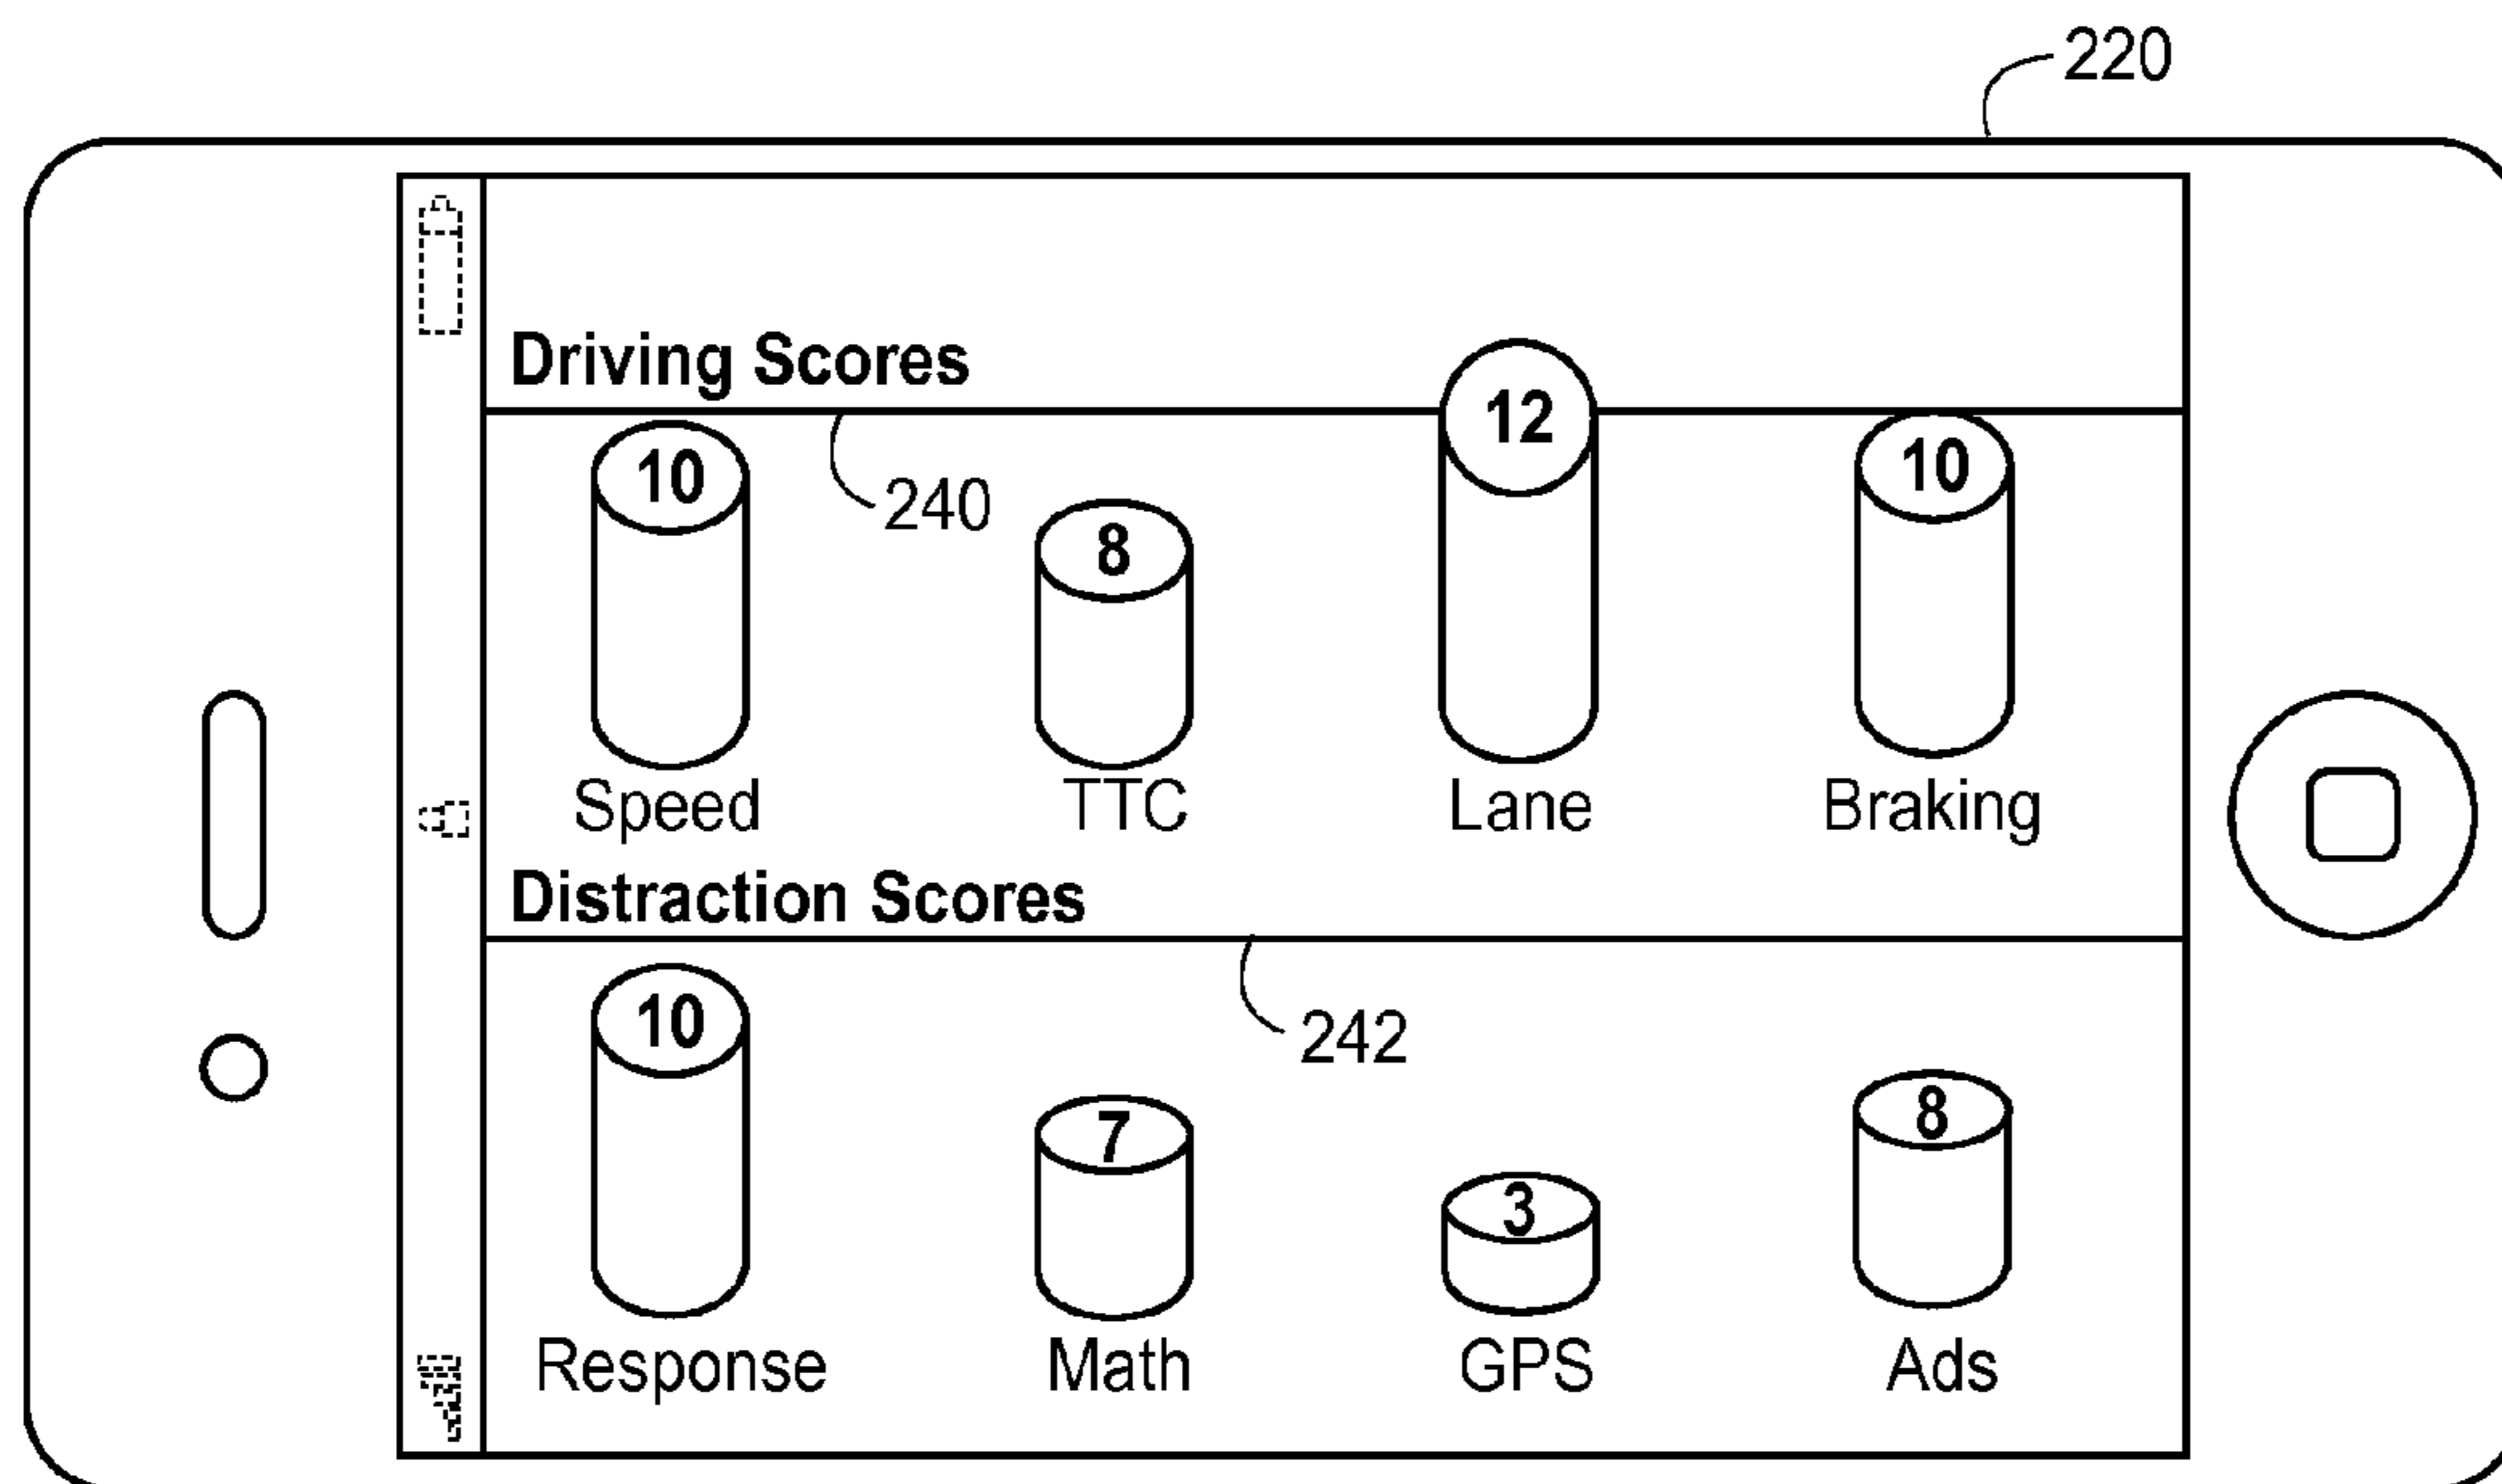 220
Driving Scores
10 8 12 10
240
Speed TTC Lane Braking
Distraction Scores
10 7 3 8
242
Response Math GPS Ads